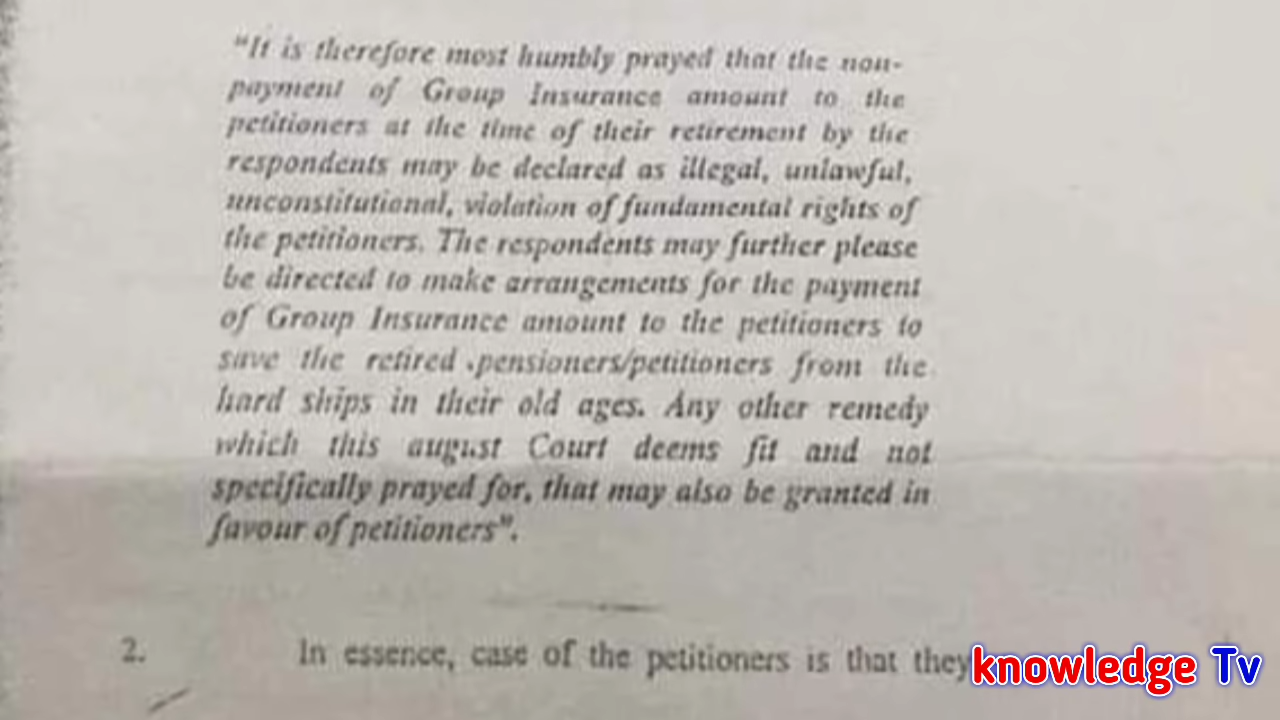 "It is therefore most humbly prayed that the non-
payment of Group Insurance amount to the
petitioners at the time of their retirement by the
respondents may be declared as illegal, unlawful,
unconstitutional, violation of fundamental rights of
the petitioners. The respondents may further please
be directed to make arrangements for the payment
of Group Insurance amount to the petitioners to
save the retired pensioners/petitioners from the
hard ships in their old ages. Any other remedy
which this august Court deems fit and not
specifically prayed for, that may also be granted in
favour of petitioners".
2. In essence, case of the petitioners is that they
knowledge Tv